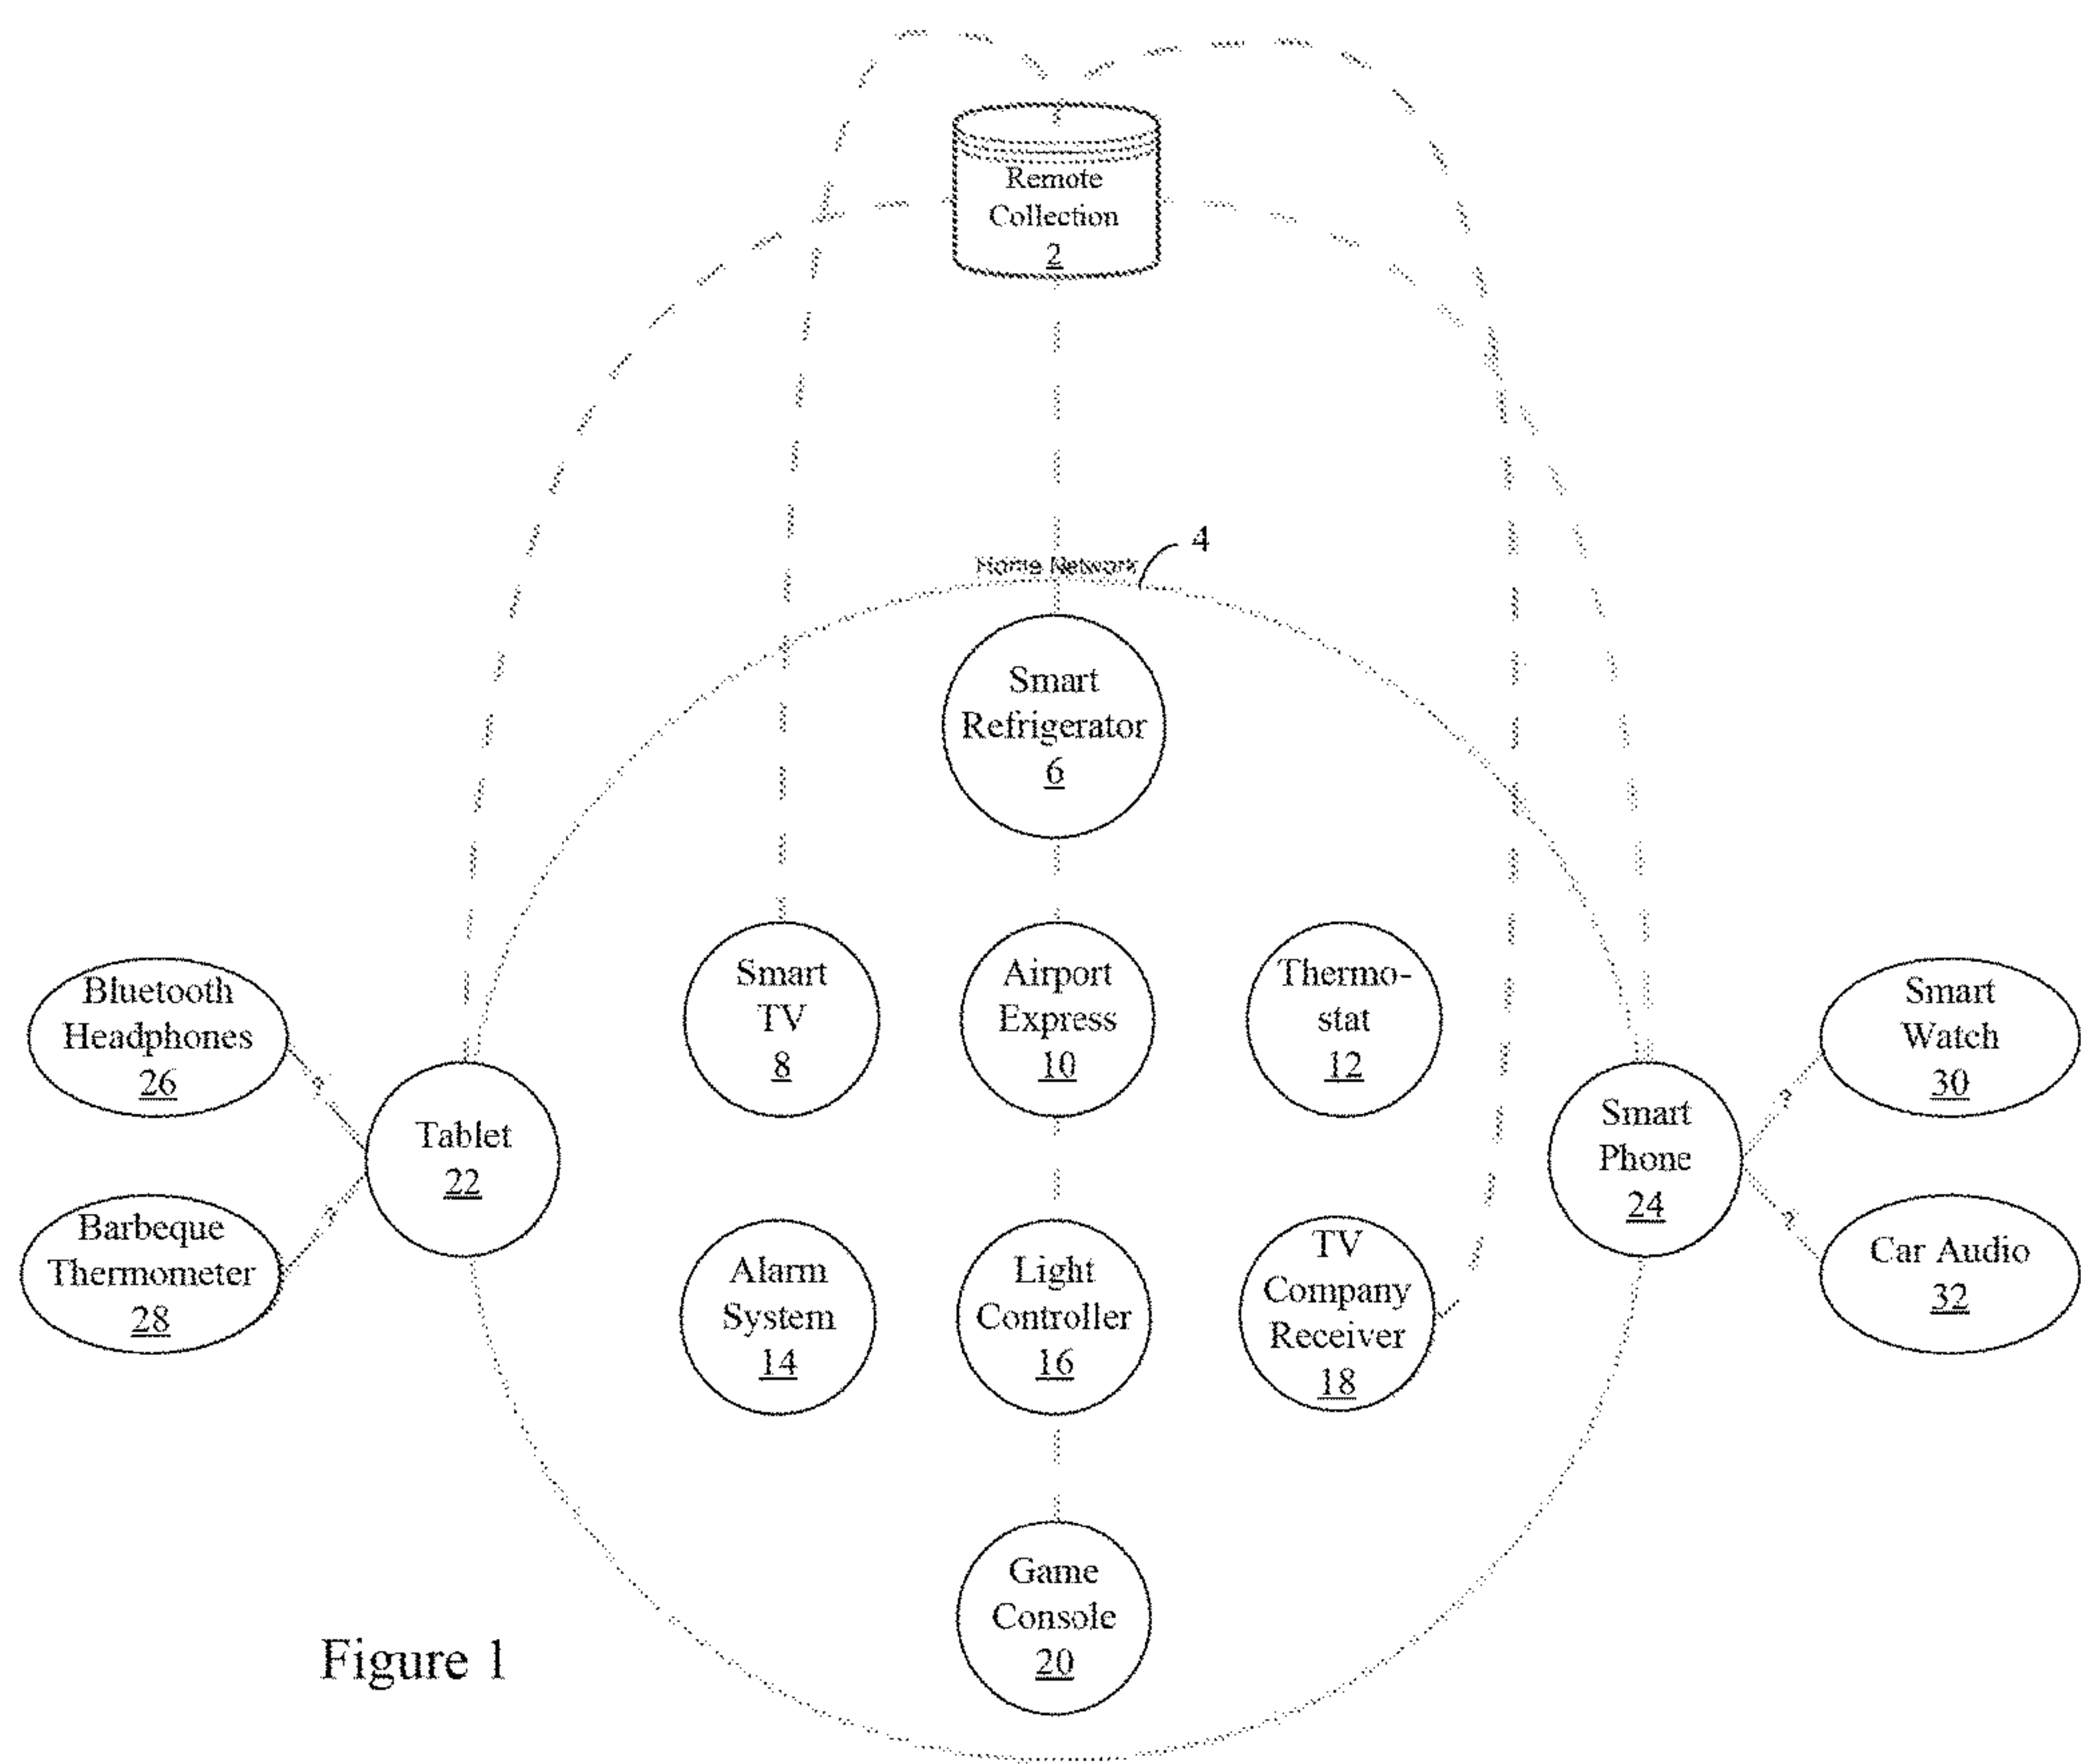 Remote
Collection
2
Home Network
4
Smart
Refrigerator
6
Smart
TV
8
Airport
Express
10
Thermo-
stat
12
Bluetooth
Headphones
26
Tablet
22
Barbeque
Thermometer
28
Smart
Watch
30
Smart
Phone
24
Car Audio
32
Alarm
System
14
Light
Controller
16
TV
Company
Receiver
18
Game
Console
20
Figure 1